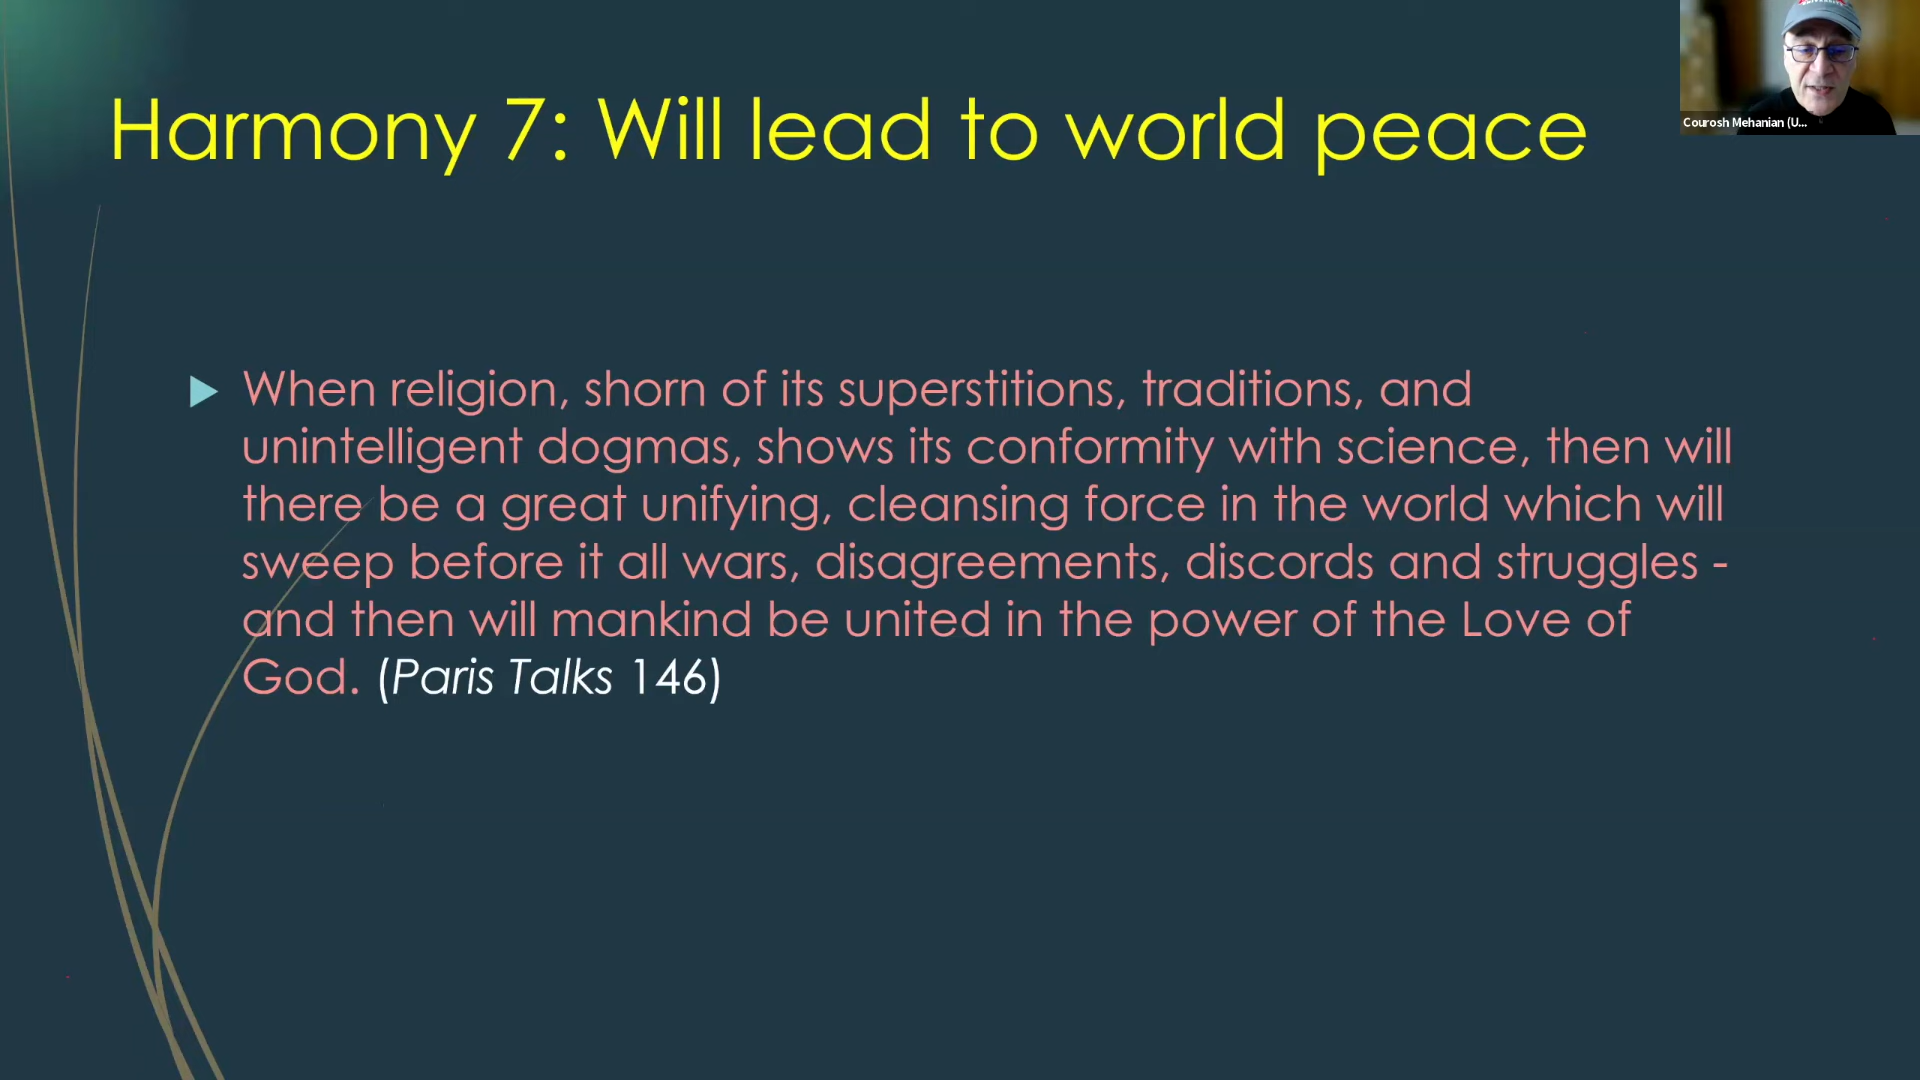 Harmony 7: Will lead to world peace
When religion, shorn of its superstitions, traditions, and
unintelligent dogmas, shows its conformity with science, then will
there be a great unifying, cleansing force in the world which will
sweep before it all wars, disagreements, discords and struggles -
and then will mankind be united in the power of the Love of
God. (Paris Talks 146)
Courosh Mehanian (U...